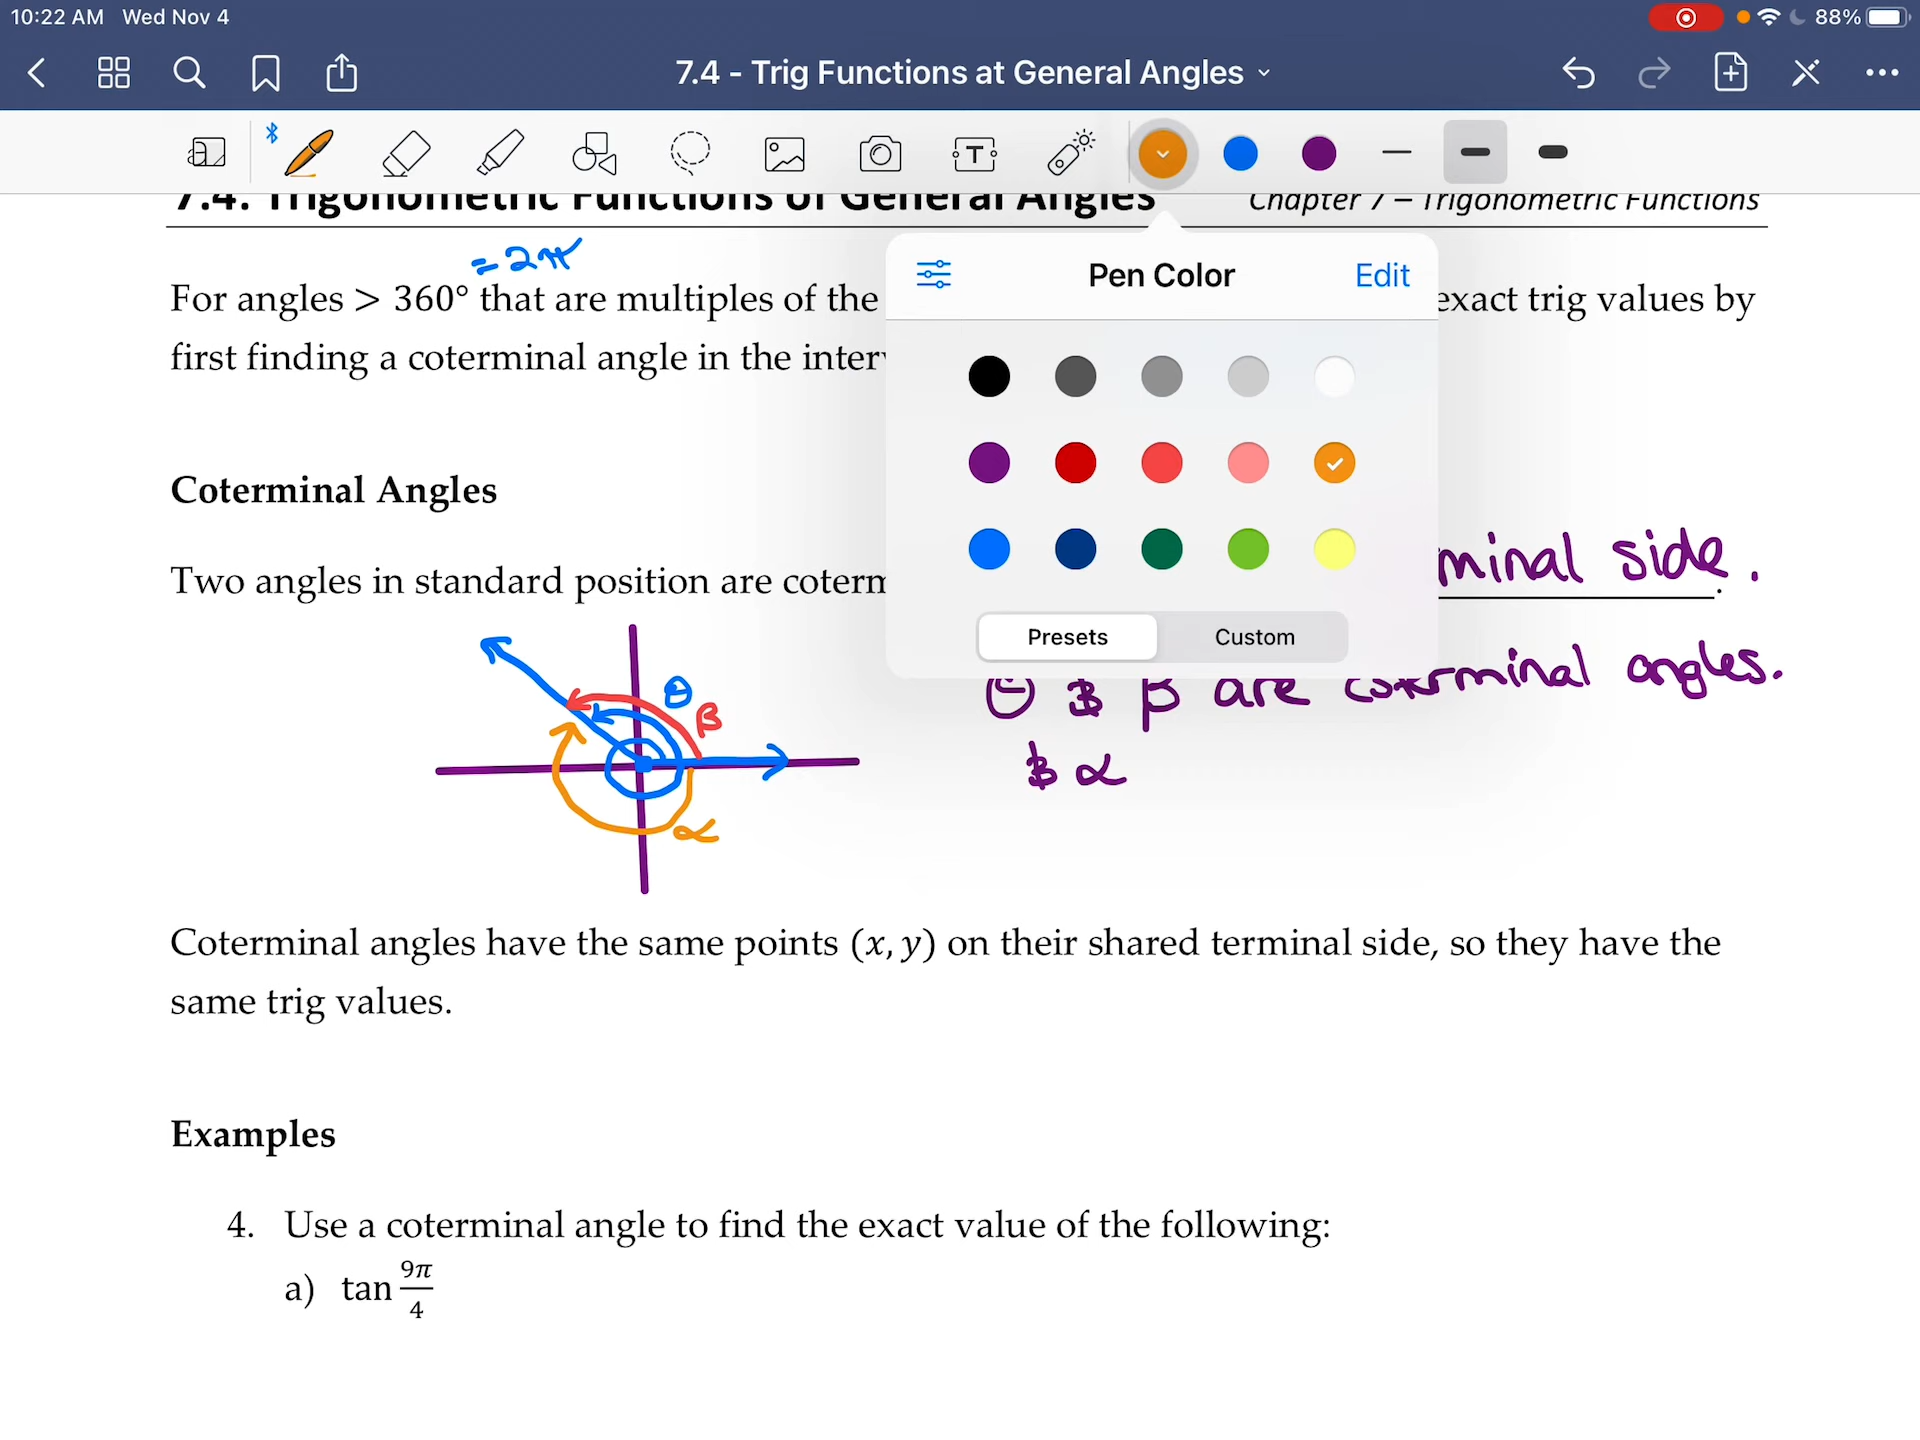 10:22 AM Wed Nov 4
88%
7.4 - Trig Functions at General Angles
7.4. Trigonometric Functions of General Angles
Chapter 7 – Trigonometric Functions
= 2π
For angles > 360° that are multiples of the
exact trig values by
first finding a coterminal angle in the inter
Pen Color
Edit
Presets
Custom
Coterminal Angles
Two angles in standard position are coterm
minal side.
θ
β
α
θ & β are coterminal angles.
& α
Coterminal angles have the same points (x, y) on their shared terminal side, so they have the
same trig values.
Examples
4. Use a coterminal angle to find the exact value of the following:
a) tan 9π/4